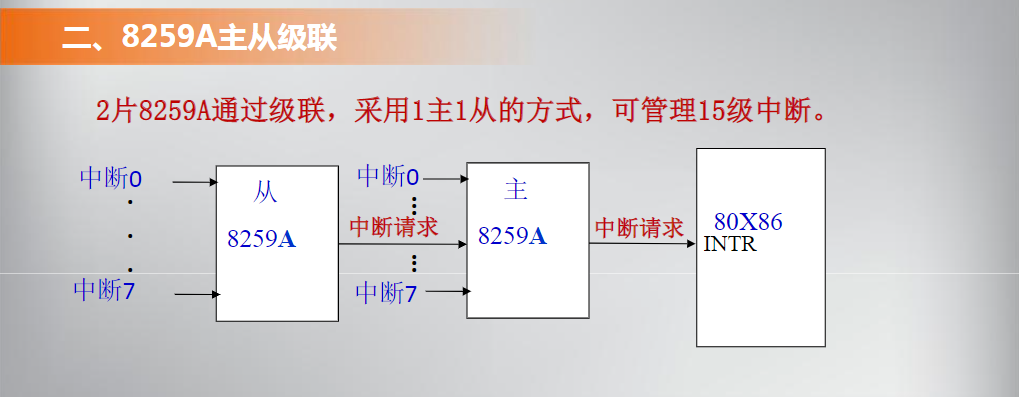 二、8259A主从级联
2片8259A通过级联，采用1主1从的方式，可管理15级中断。
中断0
从
8259A
中断7
中断0
中断请求
中断7
主
8259A
中断请求
80X86
INTR